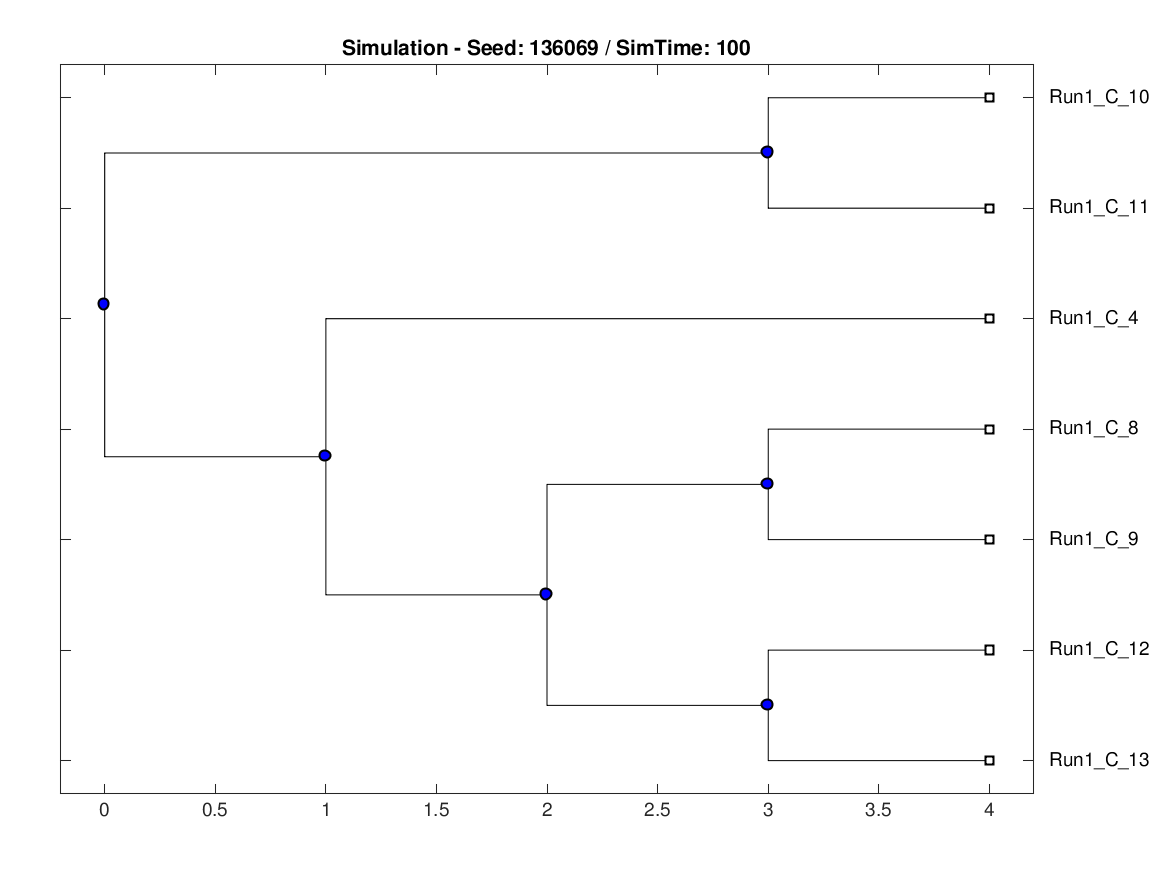 Simulation - Seed: 136069 / SimTime: 100
Run1_C_10
Run1_C_11
Run1_C_4
Run1_C_8
Run1_C_9
Run1_C_12
Run1_C_13
0 0.5 1 1.5 2 2.5 3 3.5 4